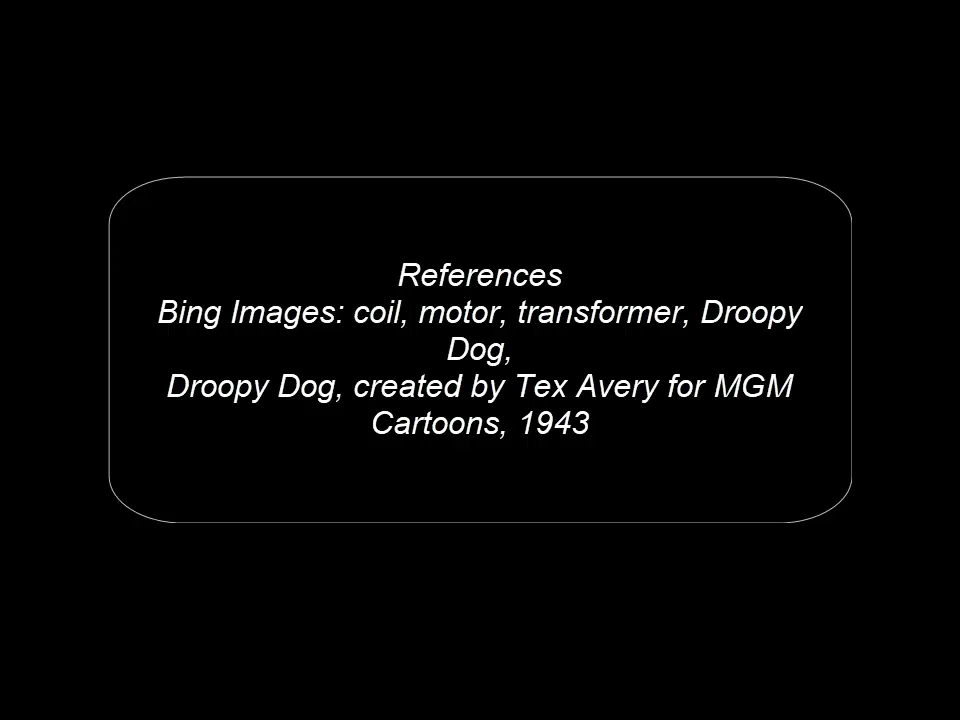 References
Bing Images: coil, motor, transformer, Droopy
Dog,
Droopy Dog, created by Tex Avery for MGM
Cartoons, 1943